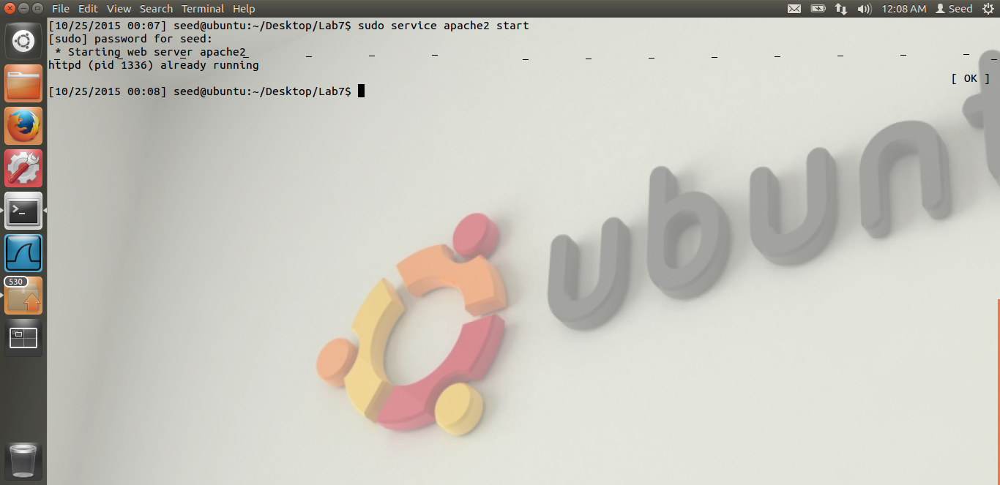 File Edit View Search Terminal Help 12:08 AM Seed
[10/25/2015 00:07] seed@ubuntu:~/Desktop/Lab7$ sudo service apache2 start
[sudo] password for seed:
 * Starting web server apache2
httpd (pid 1336) already running
[ OK ]
[10/25/2015 00:08] seed@ubuntu:~/Desktop/Lab7$
>_
530
ubunt